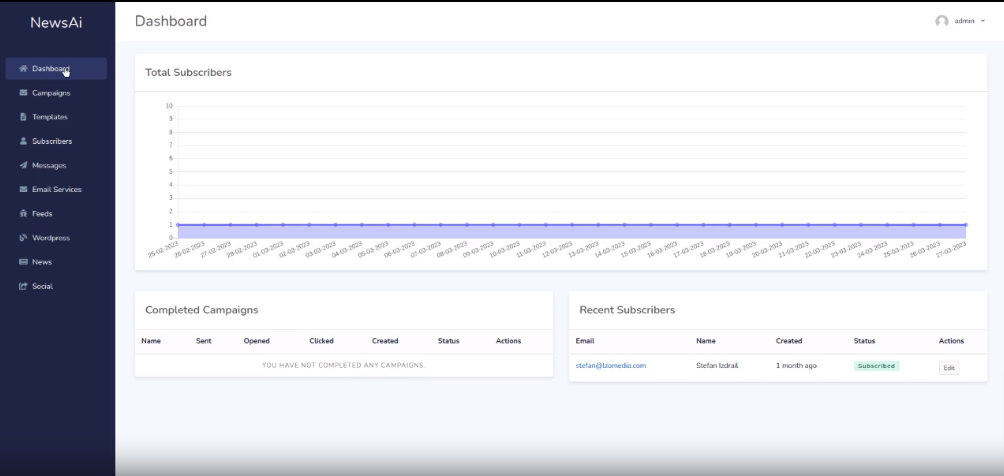 NewsAi
Dashboard
admin
Dashboard
Campaigns
Templates
Subscribers
Messages
Email Services
Feeds
Wordpress
News
Social
Total Subscribers
10
9
8
7
6
5
4
3
2
1
0
25-02-2023 26-02-2023 27-02-2023 28-02-2023 01-03-2023 02-03-2023 03-03-2023 04-03-2023 05-03-2023 06-03-2023 07-03-2023 08-03-2023 09-03-2023 10-03-2023 11-03-2023 12-03-2023 13-03-2023 14-03-2023 15-03-2023 16-03-2023 17-03-2023 18-03-2023 19-03-2023 20-03-2023 21-03-2023 22-03-2023 23-03-2023 24-03-2023 25-03-2023 26-03-2023 27-03-2023
Completed Campaigns
Name Sent Opened Clicked Created Status Actions
YOU HAVE NOT COMPLETED ANY CAMPAIGNS.
Recent Subscribers
Email Name Created Status Actions
stefan@lzomedia.com Stefan Izdrail 1 month ago Subscribed Edit